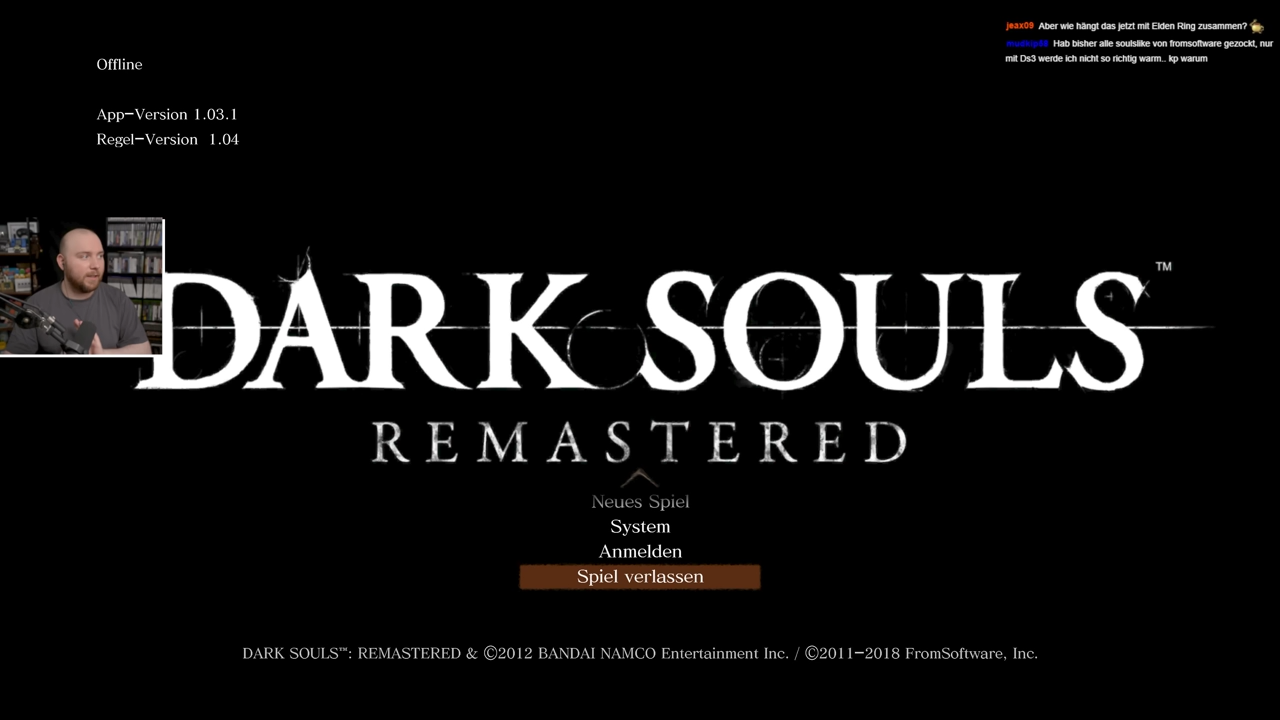 Offline
App-Version 1.03.1
Regel-Version 1.04
jeax09 Aber wie hängt das jetzt mit Elden Ring zusammen?
Hab bisher alle soulslike von fromsoftware gezockt, nur
mit Ds3 werde ich nicht so richtig warm.. kp warum
DARK SOULS™
REMASTERED
Neues Spiel
System
Anmelden
Spiel verlassen
DARK SOULS™: REMASTERED & ©2012 BANDAI NAMCO Entertainment Inc. / ©2011-2018 FromSoftware, Inc.